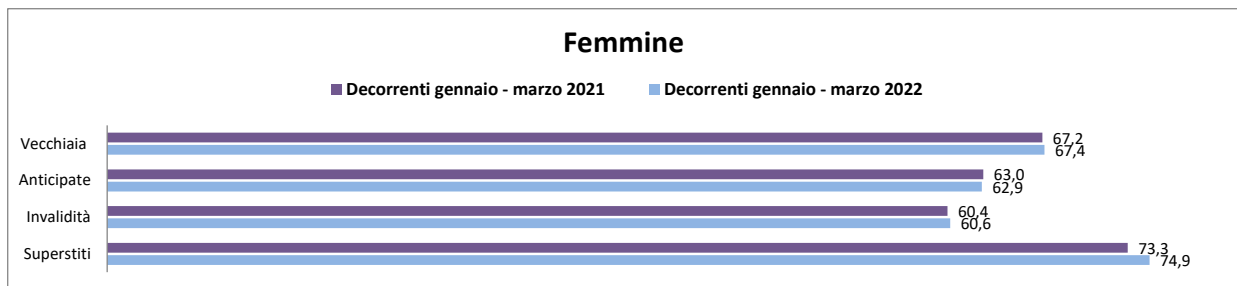 Femmine
Decorrenti gennaio - marzo 2021 Decorrenti gennaio - marzo 2022
Vecchiaia
67,2
67,4
Anticipate
63,0
62,9
Invalidità
60,4
60,6
Superstiti
73,3
74,9